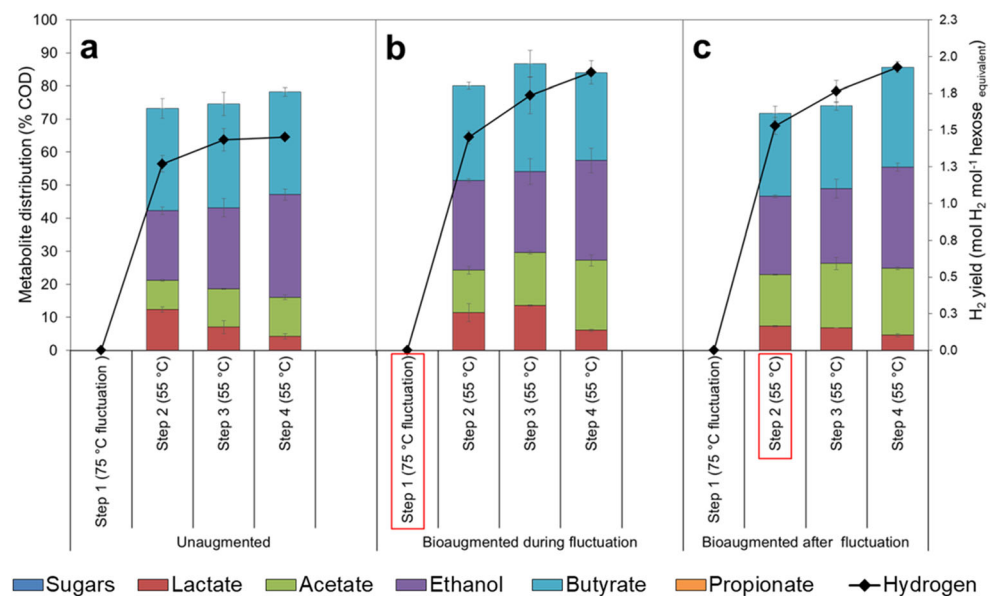 a
b
c
Metabolite distribution (% COD)
100
90
80
70
60
50
40
30
20
10
0
2.3
2.0
1.8
1.5
1.3
1.0
0.8
0.5
0.3
0.0
H2 yield (mol H2 mol-1 hexose equivalent)
Step 1 (75 °C fluctuation )
Step 2 (55 °C)
Step 3 (55 °C)
Step 4 (55 °C)
Step 1 (75 °C fluctuation)
Step 2 (55 °C)
Step 3 (55 °C)
Step 4 (55 °C)
Step 1 (75 °C fluctuation)
Step 2 (55 °C)
Step 3 (55 °C)
Step 4 (55 °C)
Unaugmented
Bioaugmented during fluctuation
Bioaugmented after fluctuation
Sugars Lactate Acetate Ethanol Butyrate Propionate Hydrogen